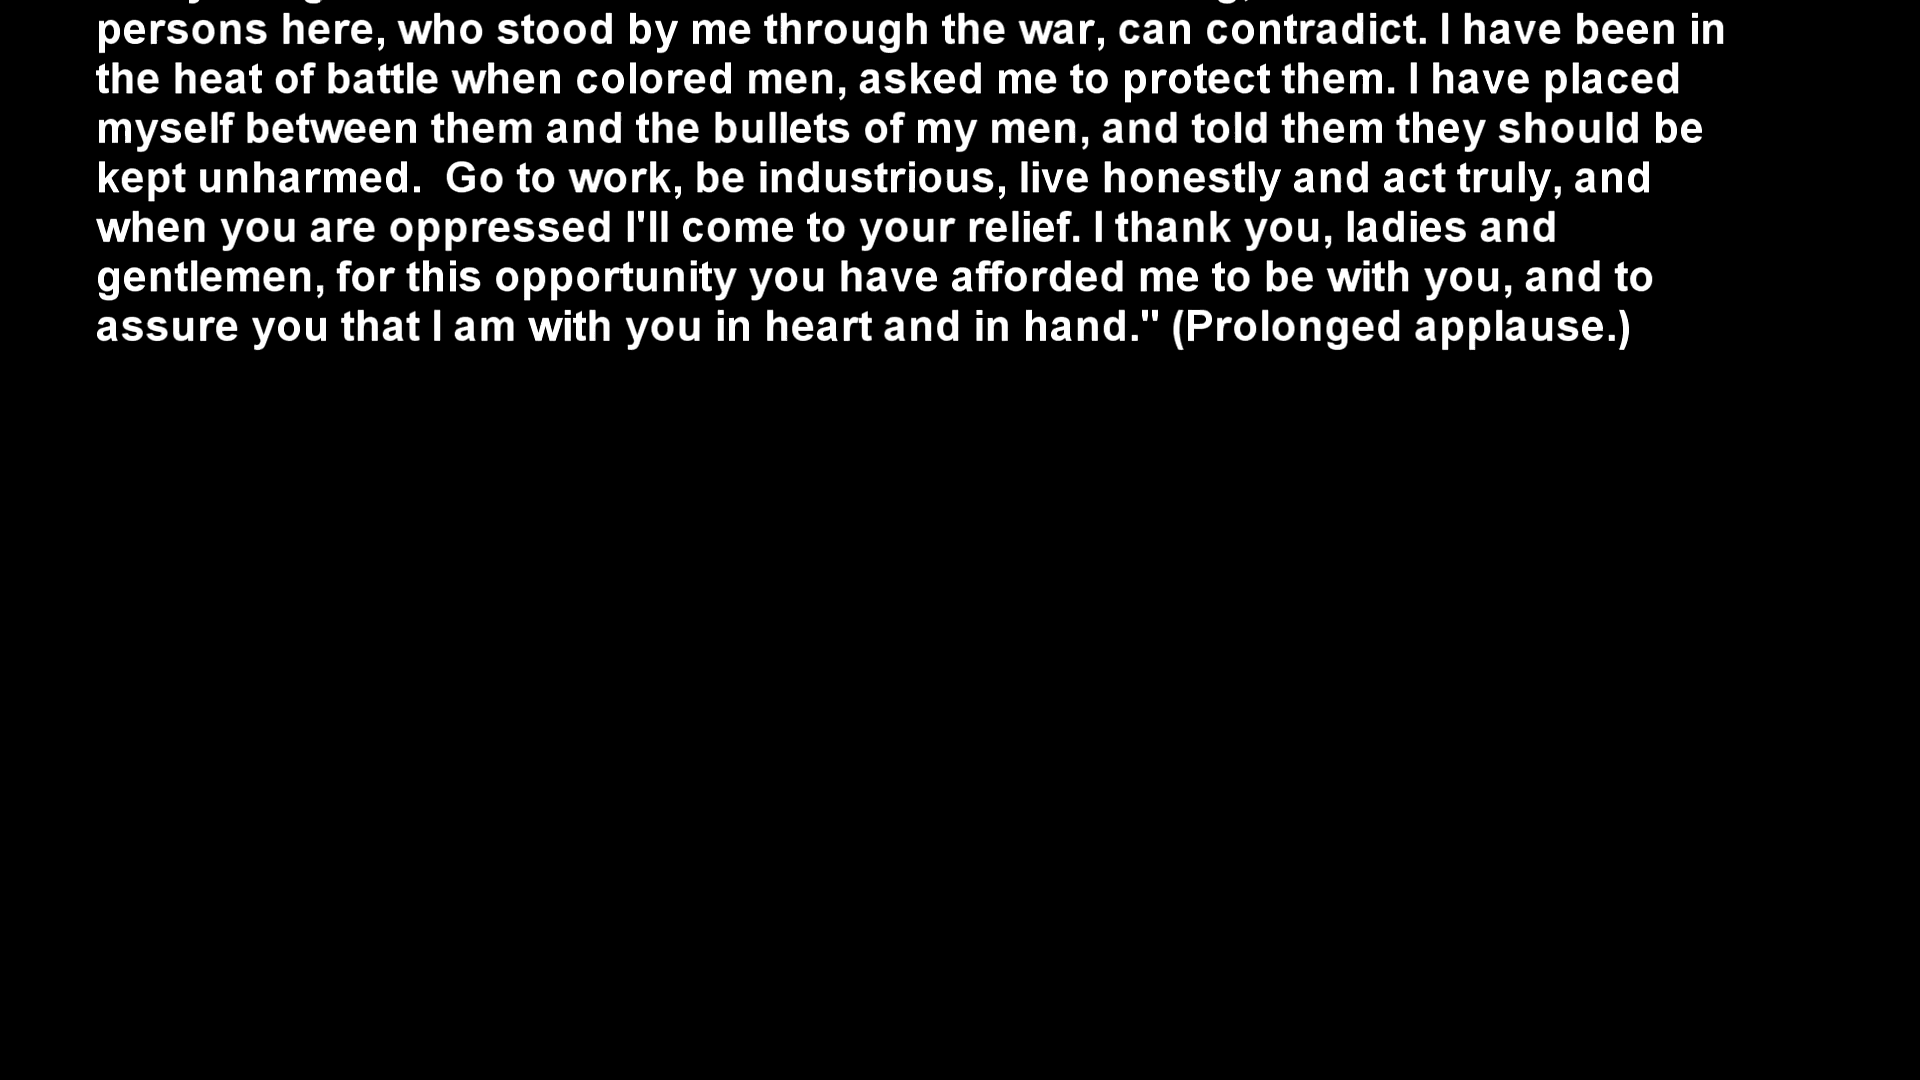 persons here, who stood by me through the war, can contradict. I have been in
the heat of battle when colored men, asked me to protect them. I have placed
myself between them and the bullets of my men, and told them they should be
kept unharmed.  Go to work, be industrious, live honestly and act truly, and
when you are oppressed I'll come to your relief. I thank you, ladies and
gentlemen, for this opportunity you have afforded me to be with you, and to
assure you that I am with you in heart and in hand." (Prolonged applause.)